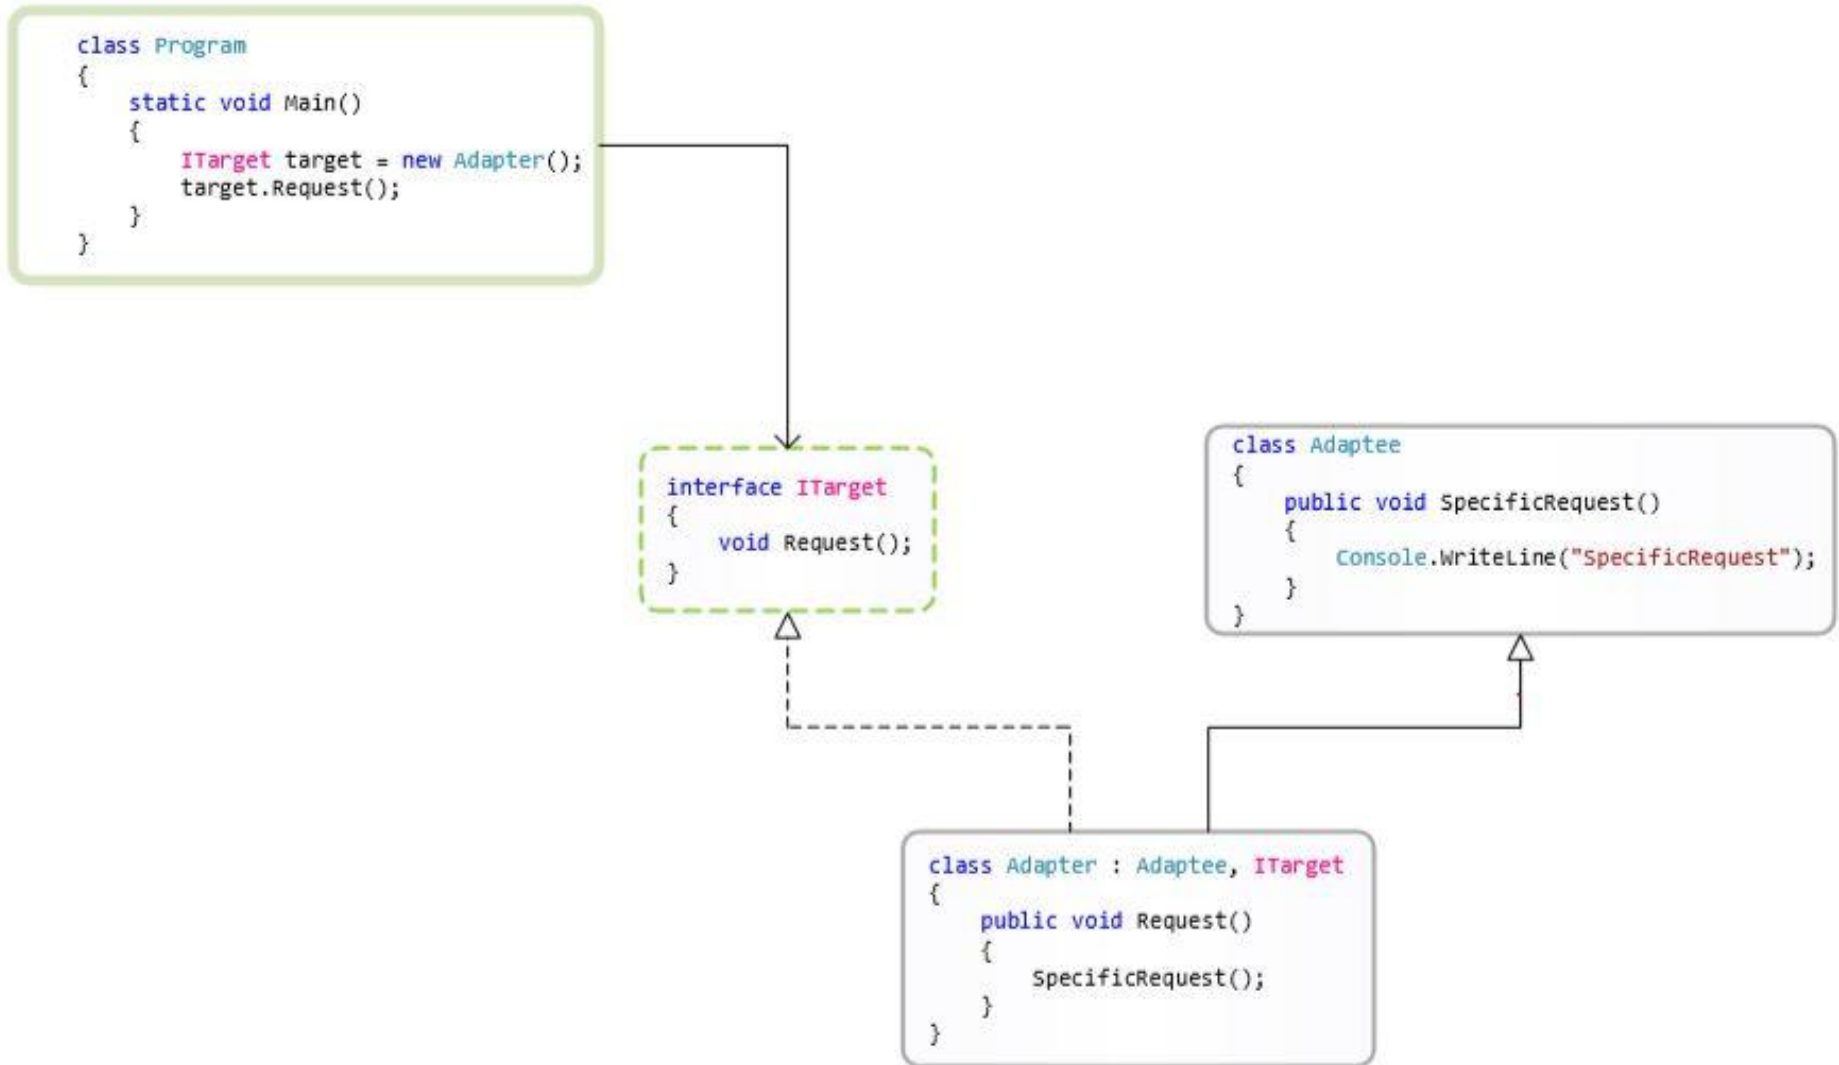 class Program
{
    static void Main()
    {
        ITarget target = new Adapter();
        target.Request();
    }
}
interface ITarget
{
    void Request();
}
class Adaptee
{
    public void SpecificRequest()
    {
        Console.WriteLine("SpecificRequest");
    }
}
class Adapter : Adaptee, ITarget
{
    public void Request()
    {
        SpecificRequest();
    }
}